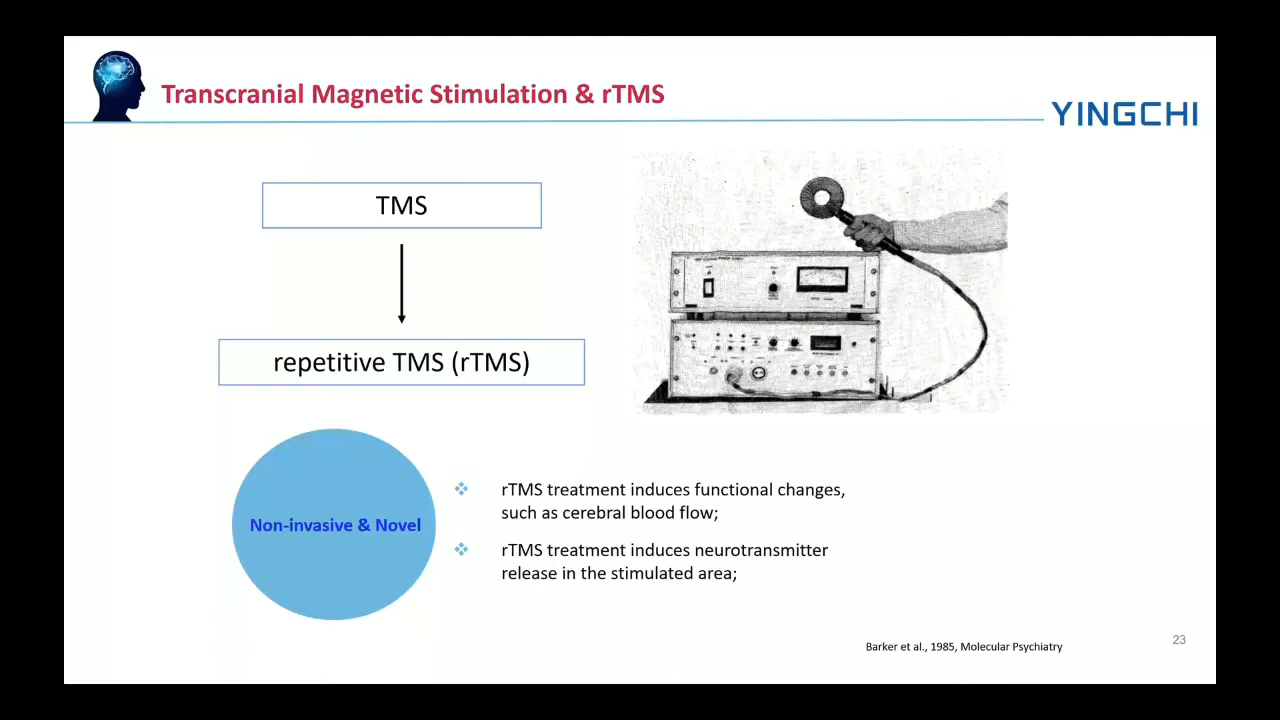 Transcranial Magnetic Stimulation & rTMS
YINGCHI
TMS
repetitive TMS (rTMS)
Non-invasive & Novel
rTMS treatment induces functional changes,
such as cerebral blood flow;
rTMS treatment induces neurotransmitter
release in the stimulated area;
Barker et al., 1985, Molecular Psychiatry
23